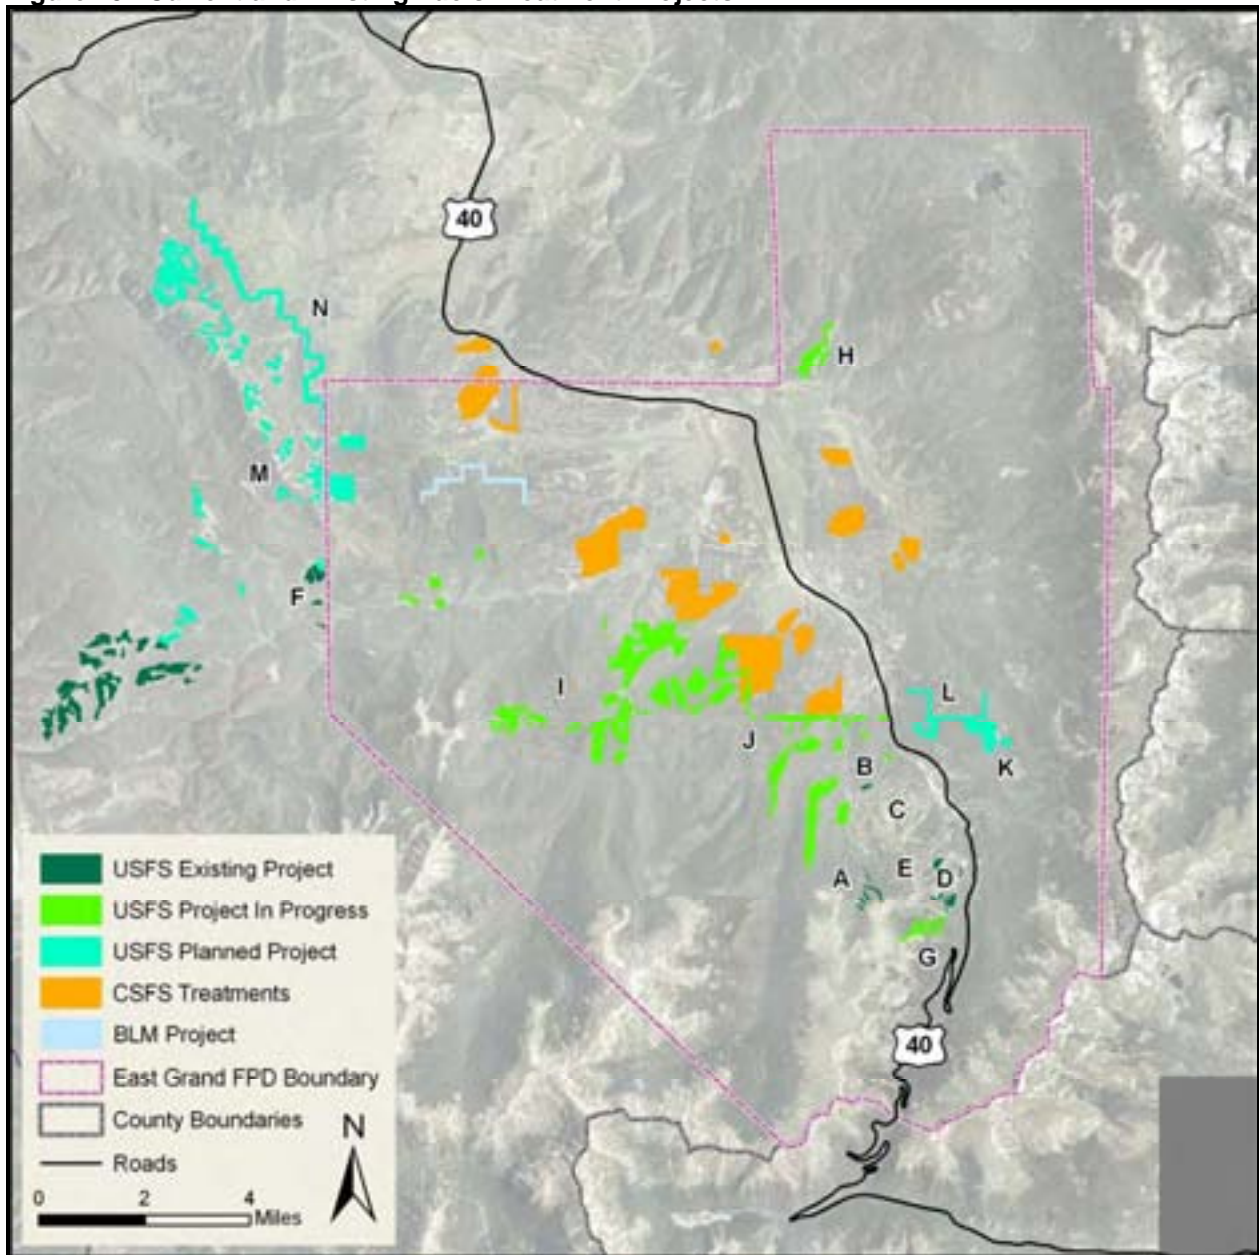 40
N
H
M
F
I
L
J
K
B
C
A
E
D
G
40
USFS Existing Project
USFS Project In Progress
USFS Planned Project
CSFS Treatments
BLM Project
East Grand FPD Boundary
County Boundaries
N
Roads
0 2 4
Miles